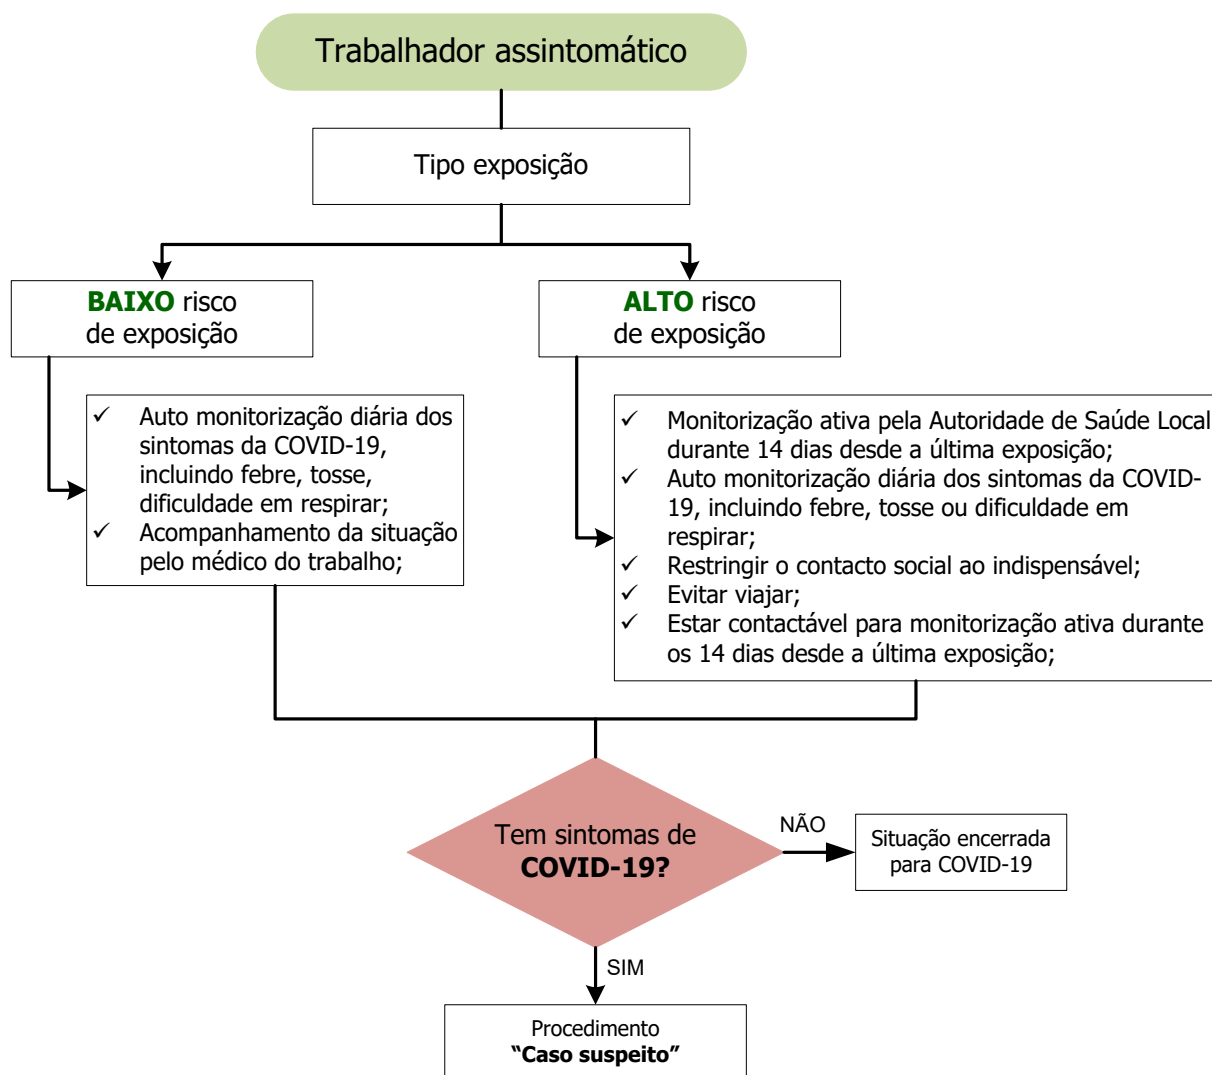 Trabalhador assintomático
Tipo exposição
BAIXO risco
de exposição
ALTO risco
de exposição
✓ Auto monitorização diária dos
sintomas da COVID-19,
incluindo febre, tosse,
dificuldade em respirar;
✓ Acompanhamento da situação
pelo médico do trabalho;
✓ Monitorização ativa pela Autoridade de Saúde Local
durante 14 dias desde a última exposição;
✓ Auto monitorização diária dos sintomas da COVID-
19, incluindo febre, tosse ou dificuldade em
respirar;
✓ Restringir o contacto social ao indispensável;
✓ Evitar viajar;
✓ Estar contactável para monitorização ativa durante
os 14 dias desde a última exposição;
Tem sintomas de
COVID-19?
NÃO
Situação encerrada
para COVID-19
SIM
Procedimento
“Caso suspeito”